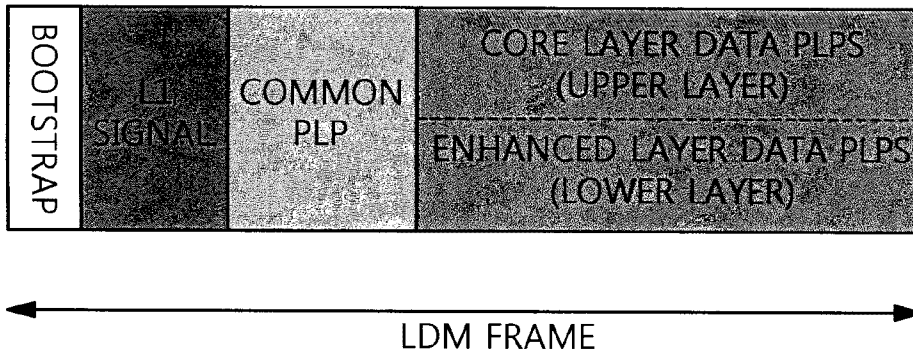 BOOTSTRAP
L1
SIGNAL
COMMON
PLP
CORE LAYER DATA PLPS
(UPPER LAYER)
ENHANCED LAYER DATA PLPS
(LOWER LAYER)
LDM FRAME